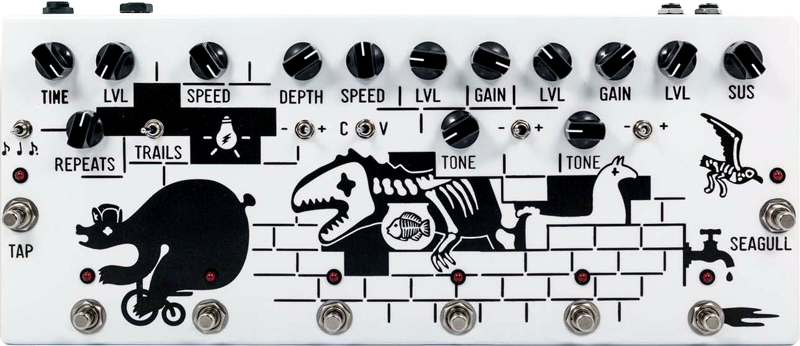 TIME LVL SPEED DEPTH SPEED LVL GAIN LVL GAIN LVL SUS
- + C V - + - +
REPEATS TRAILS TONE TONE
TAP SEAGULL